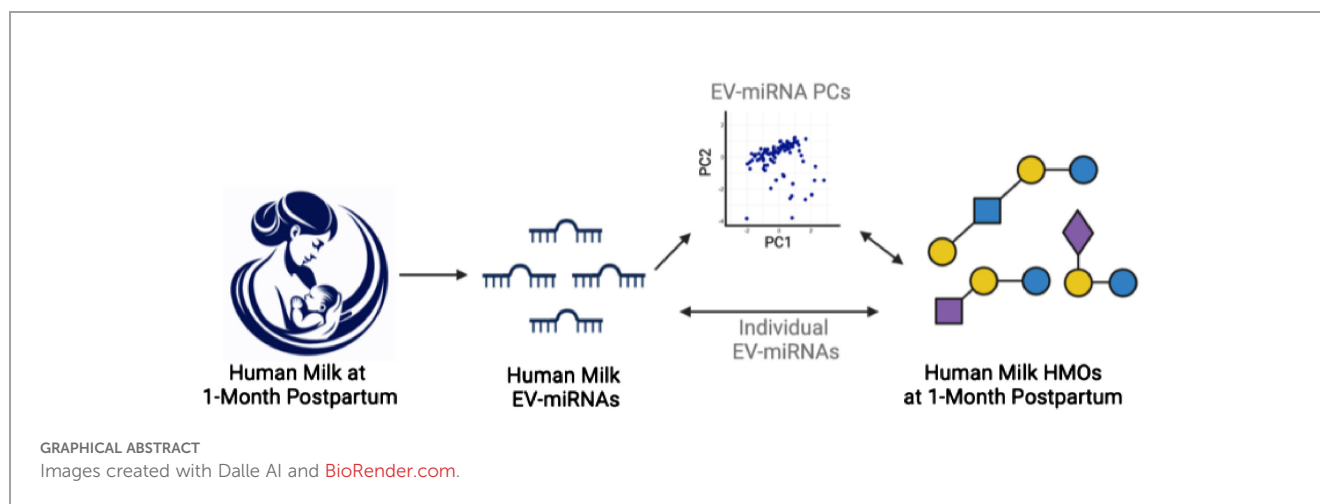 EV-miRNA PCs
PC2
PC1
Human Milk at
1-Month Postpartum
Human Milk
EV-miRNAs
Individual
EV-miRNAs
Human Milk HMOs
at 1-Month Postpartum
GRAPHICAL ABSTRACT
Images created with Dalle AI and BioRender.com.